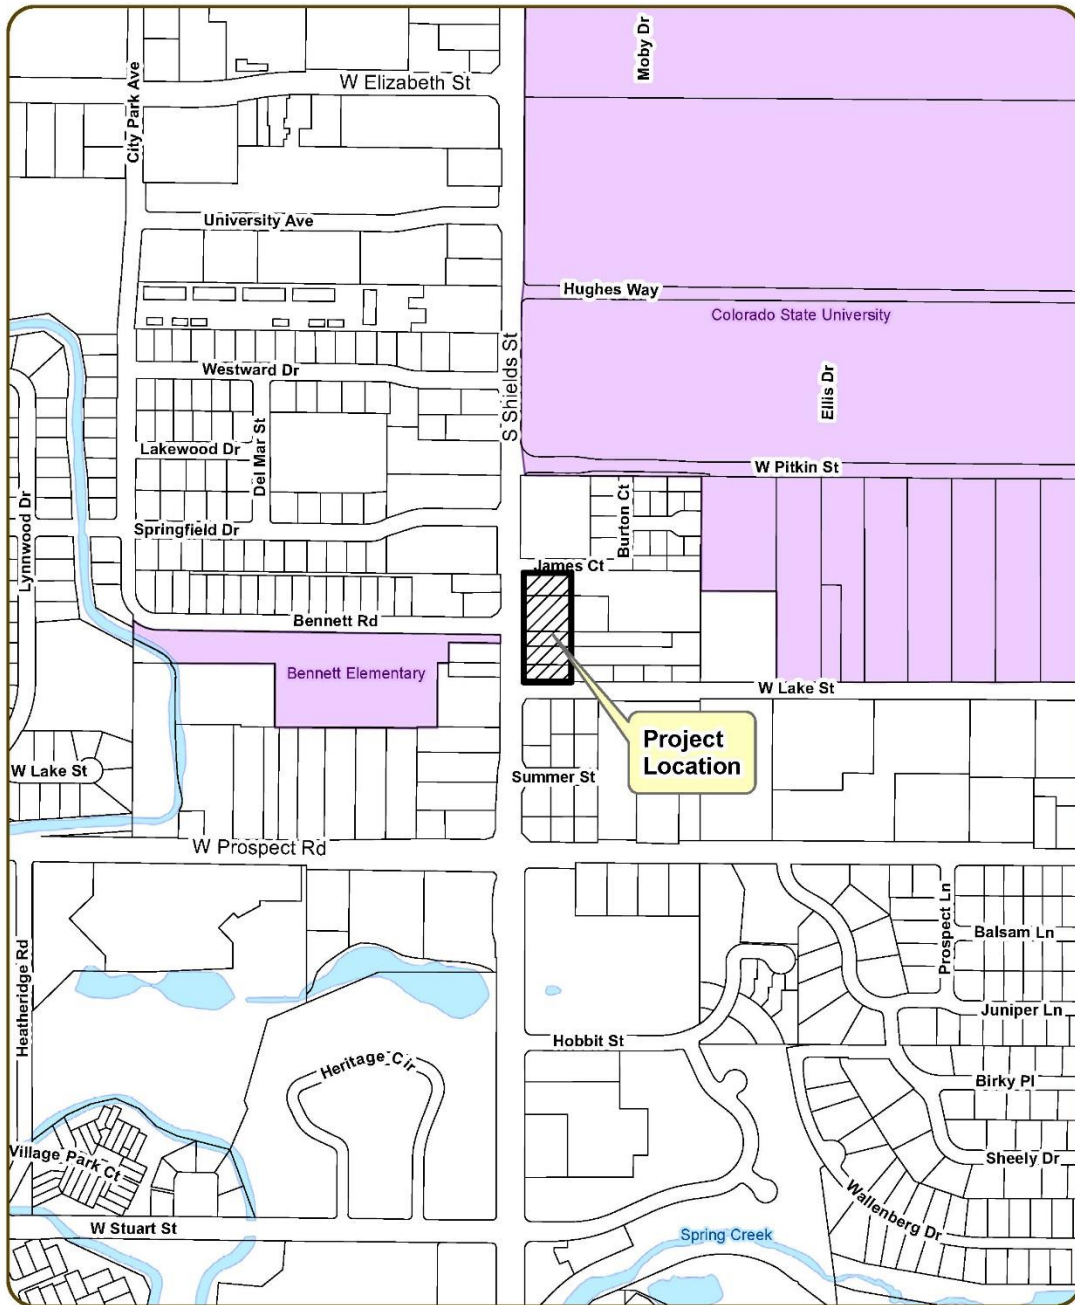 Moby Dr
W Elizabeth St
City Park Ave
University Ave
Hughes Way
Colorado State University
S Shields St
Westward Dr
Ellis Dr
Lakewood Dr
Del Mar St
W Pitkin St
Lynnwood Dr
Springfield Dr
Burton Ct
James Ct
Bennett Rd
Bennett Elementary
W Lake St
Project
Location
W Lake St
Summer St
W Prospect Rd
Heatheridge Rd
Prospect Ln
Balsam Ln
Juniper Ln
Hobbit St
Heritage Cir
Birky Pl
Village Park Ct
Sheely Dr
Wallenberg Dr
W Stuart St
Spring Creek